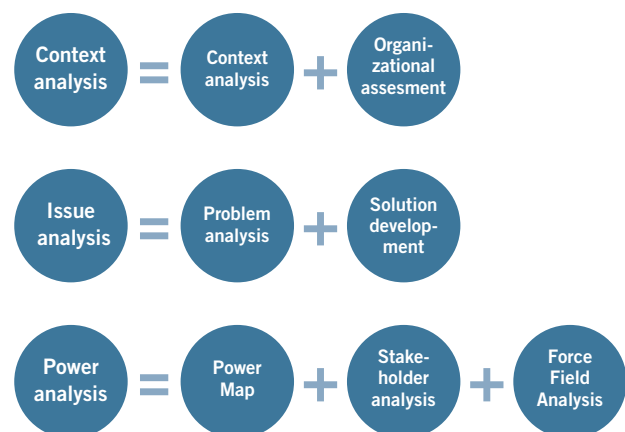 Context
analysis
=
Context
analysis
+
Organi-
zational
assesment
Issue
analysis
=
Problem
analysis
+
Solution
develop-
ment
Power
analysis
=
Power
Map
+
Stake-
holder
analysis
+
Force
Field
Analysis